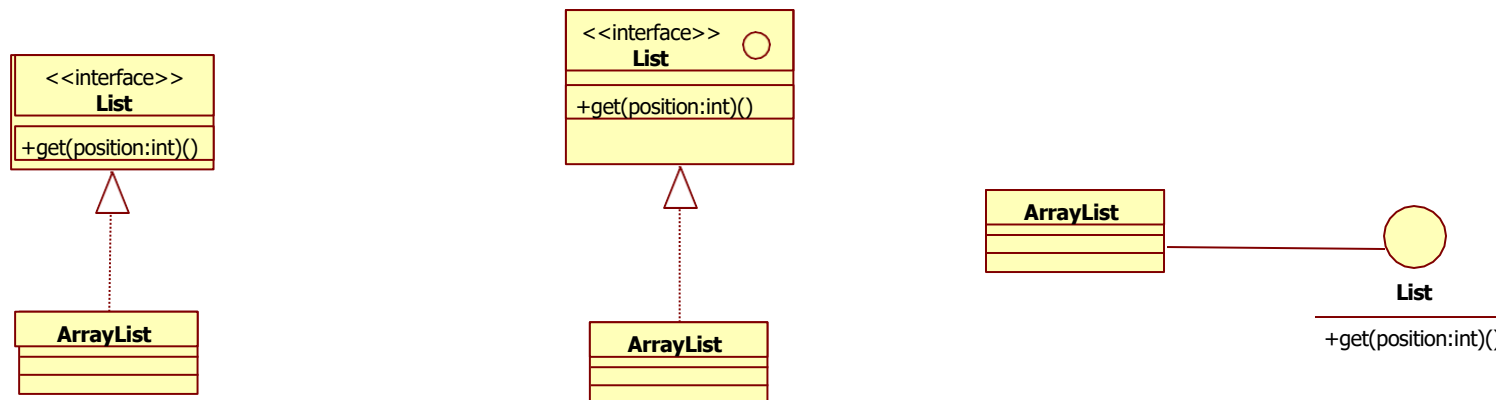 <<interface>>
List
+get(position:int)()
ArrayList
<<interface>>
List
+get(position:int)()
ArrayList
ArrayList
List
+get(position:int)()